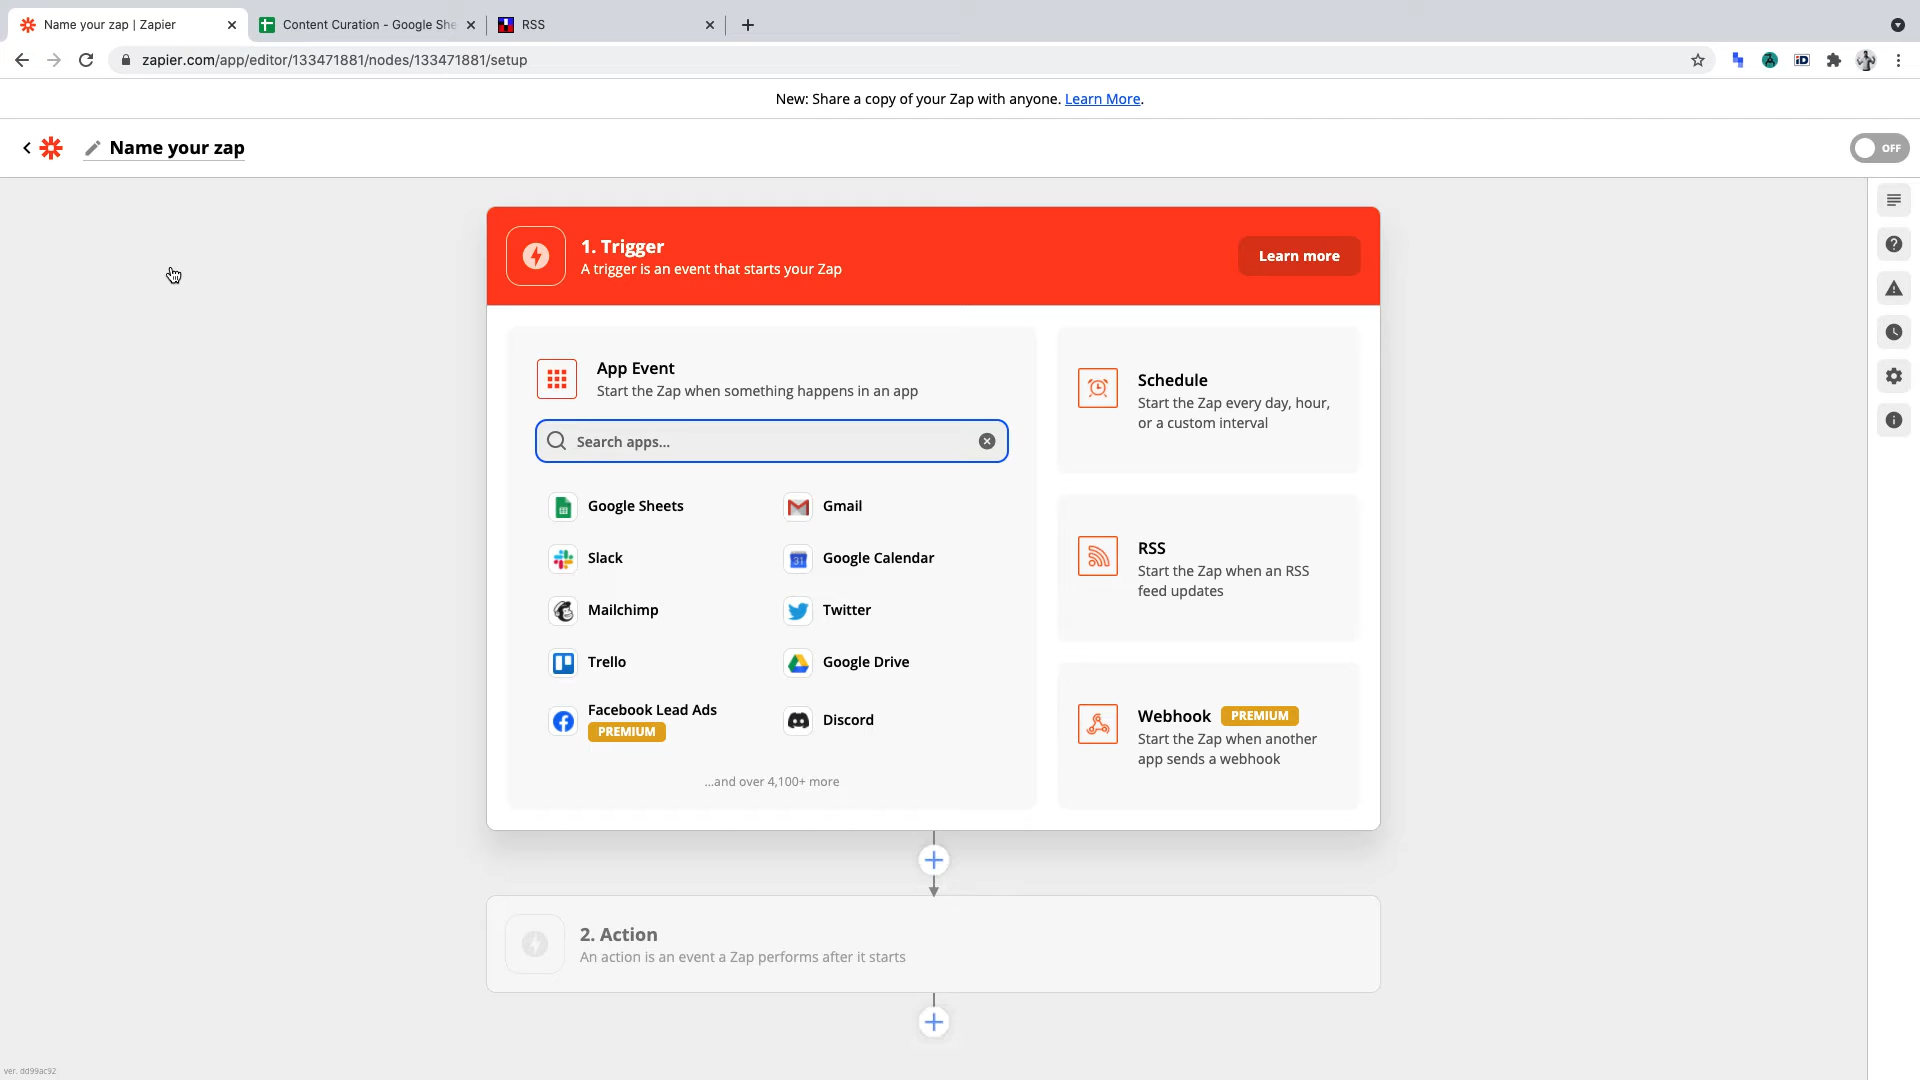 Name your zap | Zapier
Content Curation - Google She
RSS
zapier.com/app/editor/133471881/nodes/133471881/setup
New: Share a copy of your Zap with anyone. Learn More.
Name your zap
OFF
1. Trigger
A trigger is an event that starts your Zap
Learn more
App Event
Start the Zap when something happens in an app
Search apps...
Google Sheets
Gmail
Slack
Google Calendar
Mailchimp
Twitter
Trello
Google Drive
Facebook Lead Ads
PREMIUM
Discord
...and over 4,100+ more
Schedule
Start the Zap every day, hour,
or a custom interval
RSS
Start the Zap when an RSS
feed updates
Webhook PREMIUM
Start the Zap when another
app sends a webhook
2. Action
An action is an event a Zap performs after it starts
ver. dd99ac92